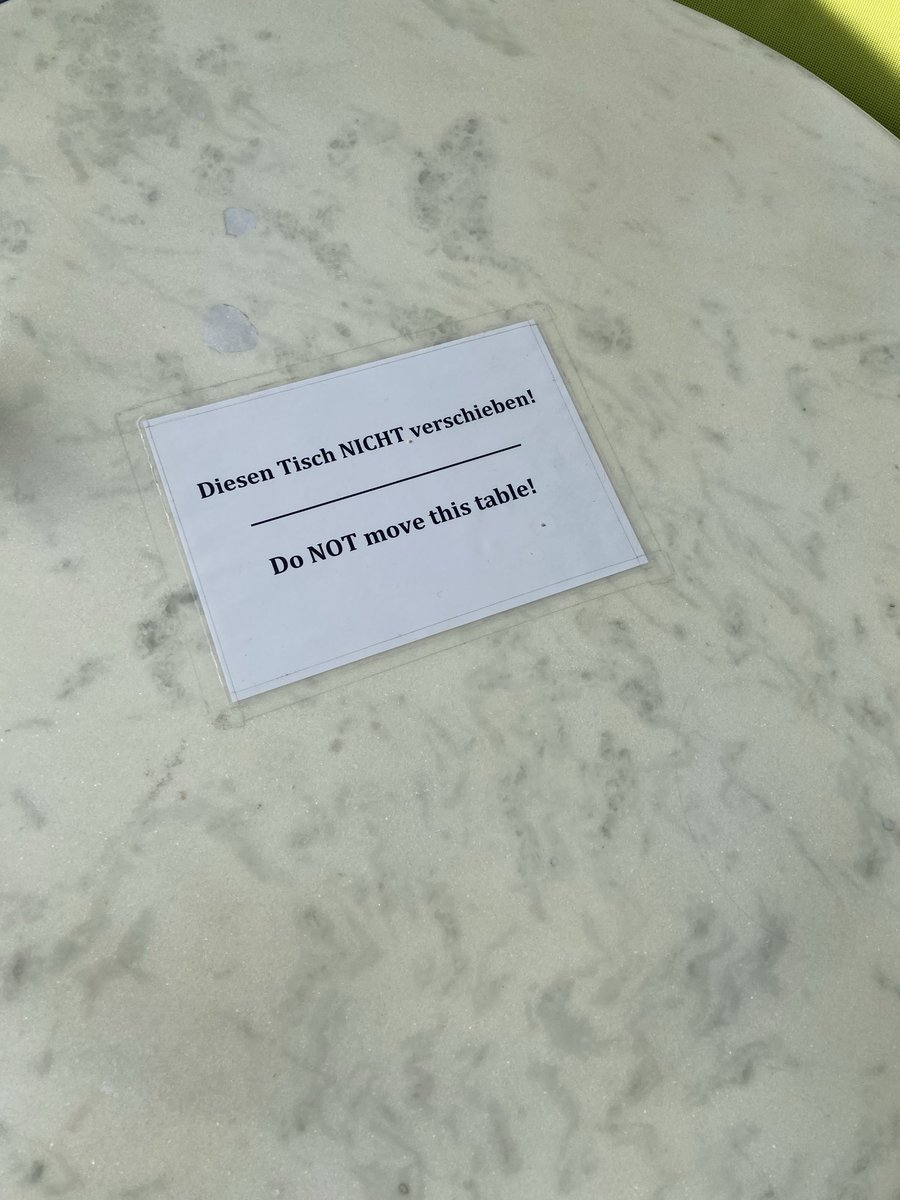 Diesen Tisch NICHT verschieben!
Do NOT move this table!